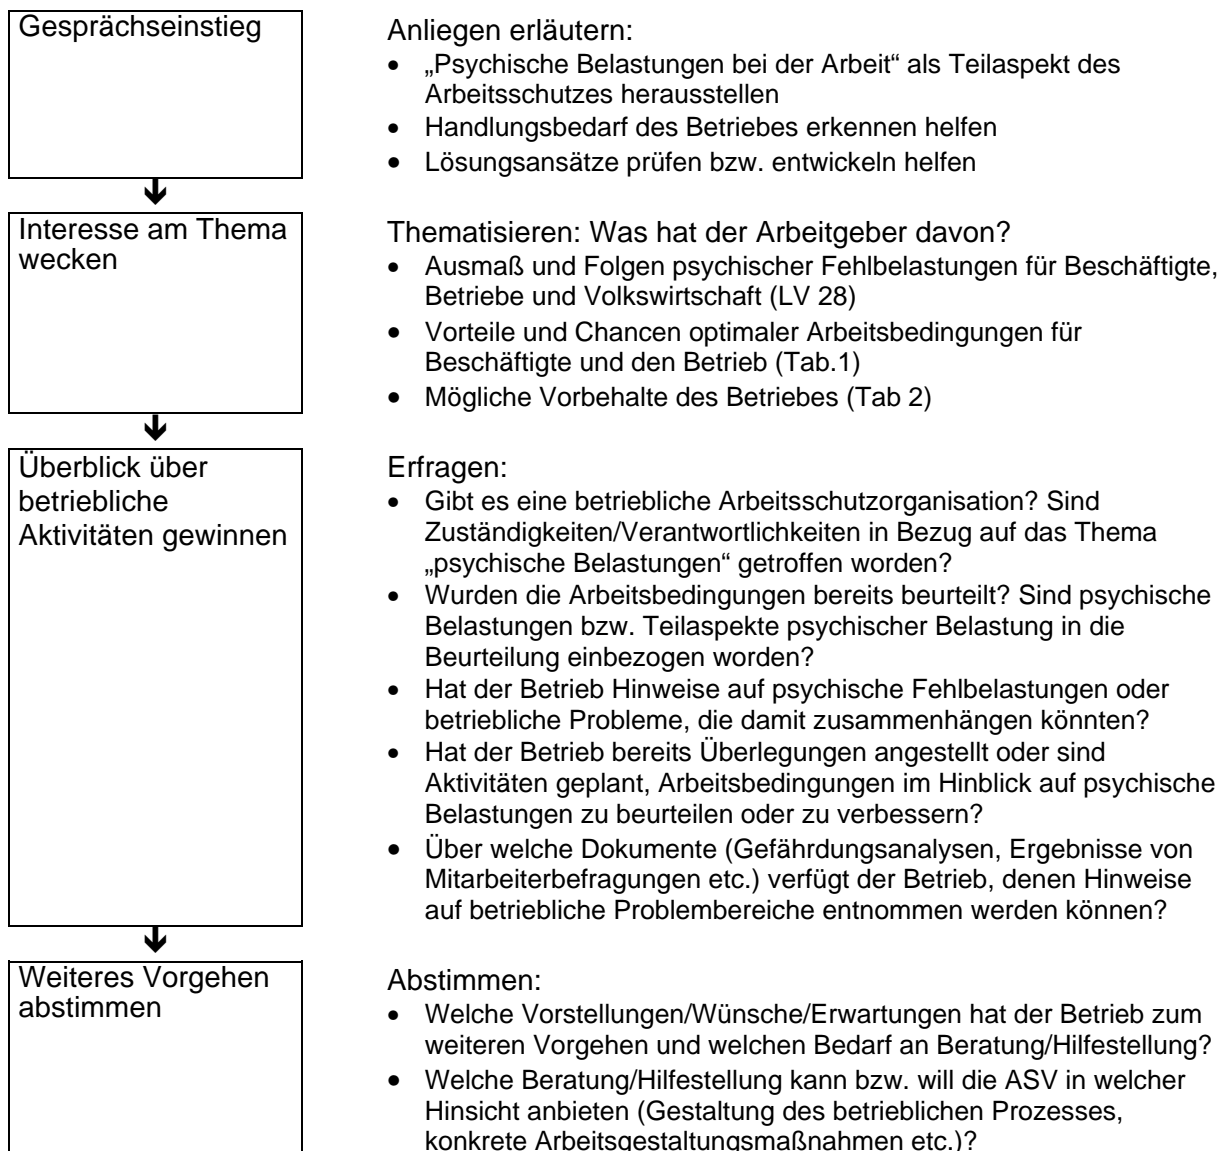 Gesprächseinstieg
Anliegen erläutern:
• „Psychische Belastungen bei der Arbeit“ als Teilaspekt des
Arbeitsschutzes herausstellen
• Handlungsbedarf des Betriebes erkennen helfen
• Lösungsansätze prüfen bzw. entwickeln helfen
Interesse am Thema
wecken
Thematisieren: Was hat der Arbeitgeber davon?
• Ausmaß und Folgen psychischer Fehlbelastungen für Beschäftigte,
Betriebe und Volkswirtschaft (LV 28)
• Vorteile und Chancen optimaler Arbeitsbedingungen für
Beschäftigte und den Betrieb (Tab.1)
• Mögliche Vorbehalte des Betriebes (Tab 2)
Überblick über
betriebliche
Aktivitäten gewinnen
Erfragen:
• Gibt es eine betriebliche Arbeitsschutzorganisation? Sind
Zuständigkeiten/Verantwortlichkeiten in Bezug auf das Thema
„psychische Belastungen“ getroffen worden?
• Wurden die Arbeitsbedingungen bereits beurteilt? Sind psychische
Belastungen bzw. Teilaspekte psychischer Belastung in die
Beurteilung einbezogen worden?
• Hat der Betrieb Hinweise auf psychische Fehlbelastungen oder
betriebliche Probleme, die damit zusammenhängen könnten?
• Hat der Betrieb bereits Überlegungen angestellt oder sind
Aktivitäten geplant, Arbeitsbedingungen im Hinblick auf psychische
Belastungen zu beurteilen oder zu verbessern?
• Über welche Dokumente (Gefährdungsanalysen, Ergebnisse von
Mitarbeiterbefragungen etc.) verfügt der Betrieb, denen Hinweise
auf betriebliche Problembereiche entnommen werden können?
Weiteres Vorgehen
abstimmen
Abstimmen:
• Welche Vorstellungen/Wünsche/Erwartungen hat der Betrieb zum
weiteren Vorgehen und welchen Bedarf an Beratung/Hilfestellung?
• Welche Beratung/Hilfestellung kann bzw. will die ASV in welcher
Hinsicht anbieten (Gestaltung des betrieblichen Prozesses,
konkrete Arbeitsgestaltungsmaßnahmen etc.)?